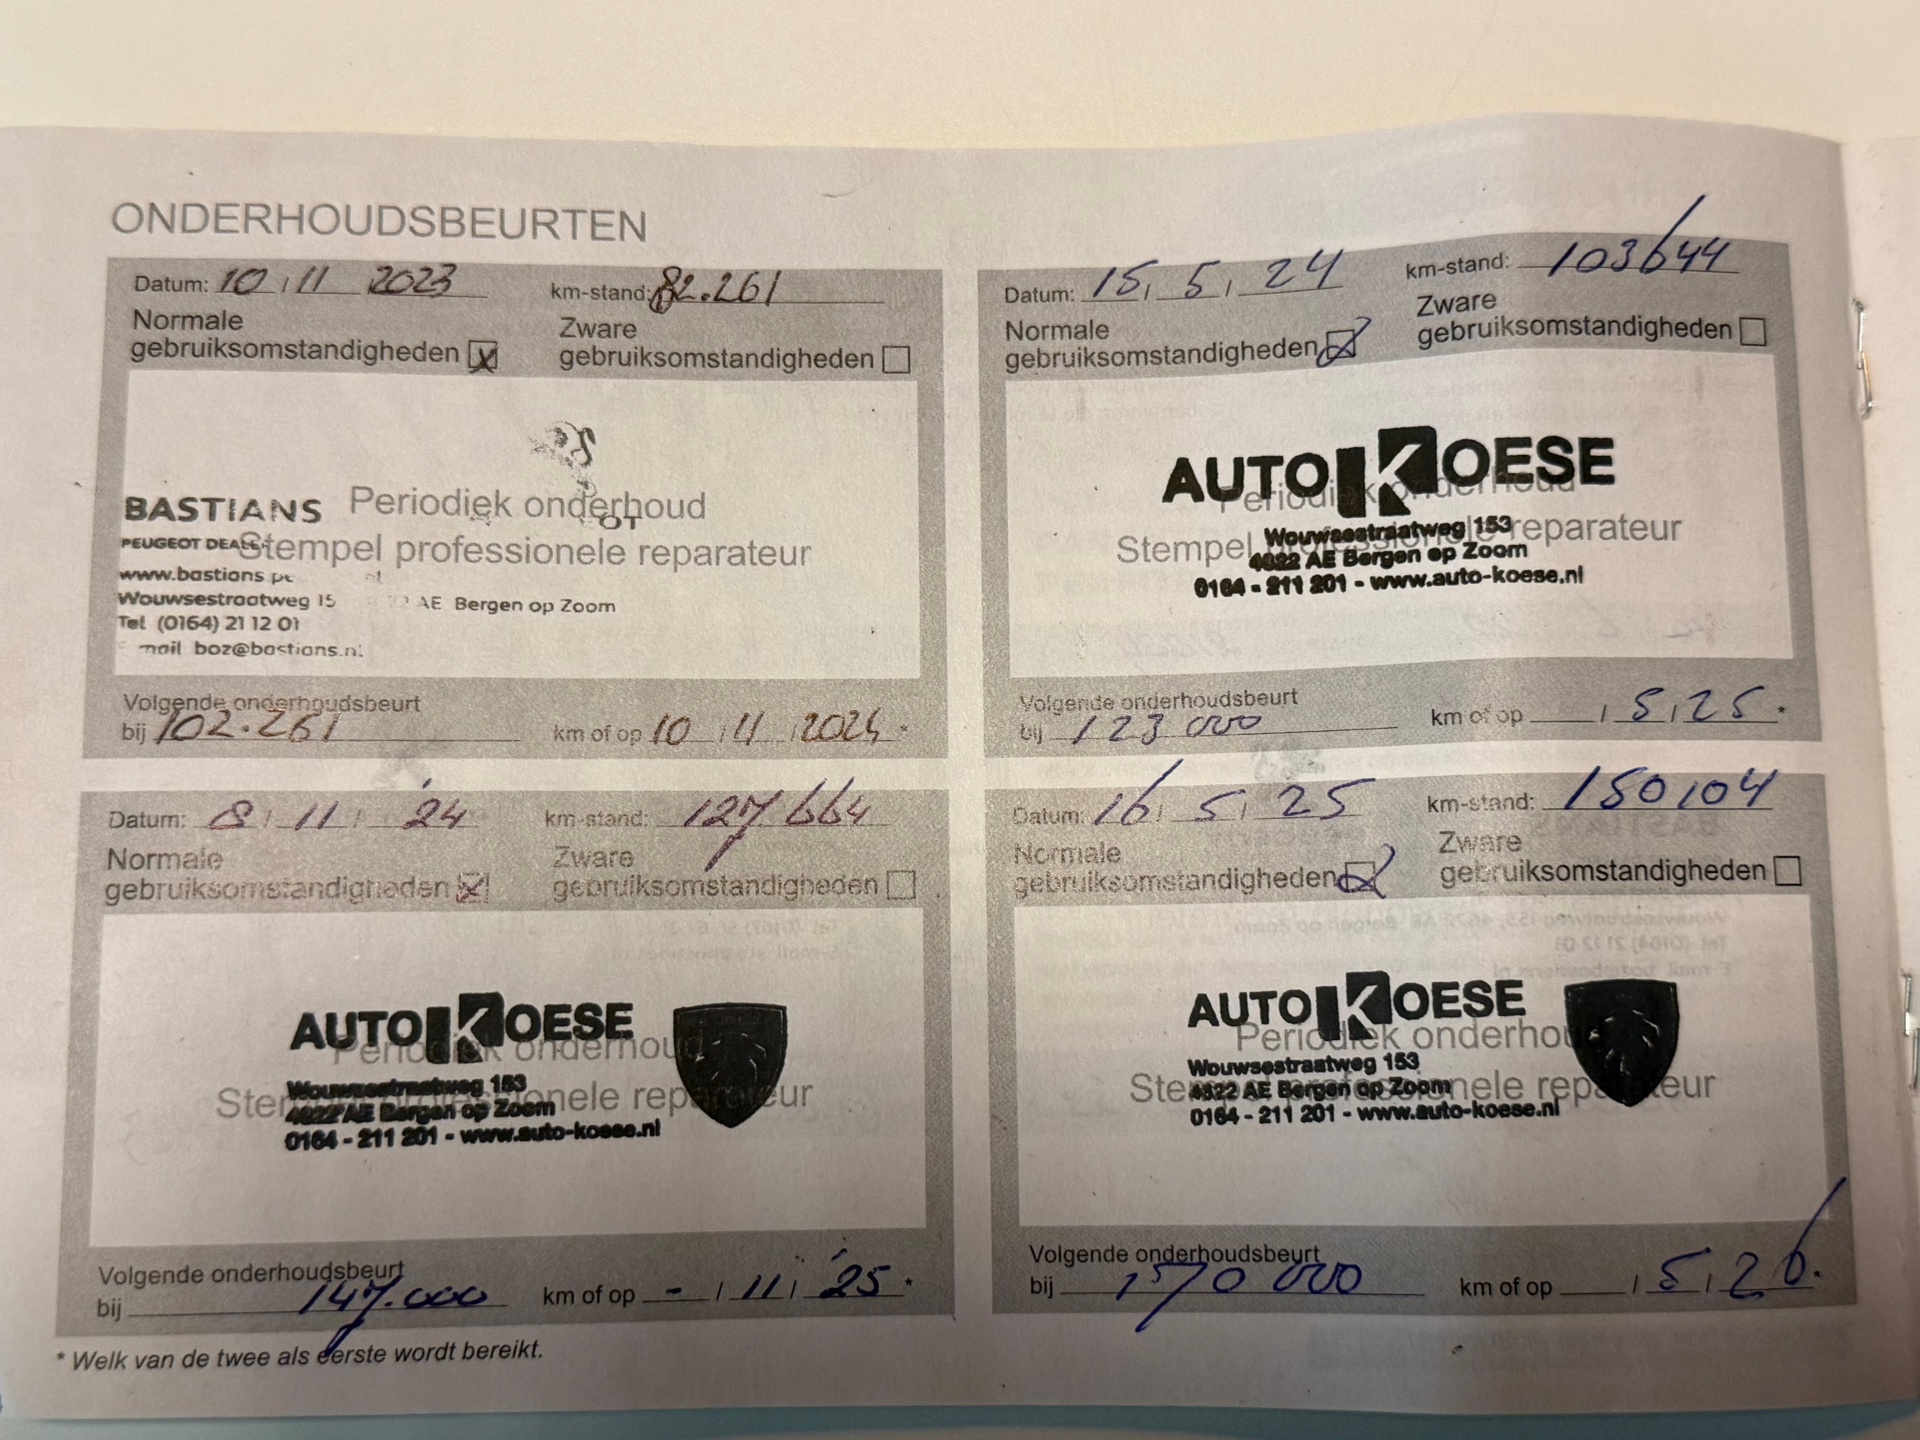 ONDERHOUDSBEURTEN
Datum: 10 / 11 / 2023 km-stand: 82.261
Normale gebruiksomstandigheden x Zware gebruiksomstandigheden
Periodiek onderhoud
Stempel professionele reparateur
BASTIANS
PEUGEOT DEALE
www.bastians.
Wouwsestraatweg 15 AE Bergen op Zoom
Tel (0164) 21 12 01
mail boz@bastians.nl
Volgende onderhoudsbeurt
bij 102.261 km of op 10 / 11 / 2024 *
Datum: 15 / 5 / 24 km-stand: 103644
Normale gebruiksomstandigheden x Zware gebruiksomstandigheden
Periodiek onderhoud
Stempel professionele reparateur
AUTO KOESE
Wouwsestraatweg 153
4622 AE Bergen op Zoom
0164 - 211 201 - www.auto-koese.nl
Volgende onderhoudsbeurt
bij 123 000 km of op / 5 / 25 *
Datum: 8 / 11 / '24 km-stand: 127.664
Normale gebruiksomstandigheden x Zware gebruiksomstandigheden
Periodiek onderhoud
Stempel professionele reparateur
AUTO KOESE
Wouwsestraatweg 153
4622 AE Bergen op Zoom
0164 - 211 201 - www.auto-koese.nl
Volgende onderhoudsbeurt
bij 147.000 km of op - / 11 / '25 *
Datum: 16 / 5 / 25 km-stand: 150104
Normale gebruiksomstandigheden x Zware gebruiksomstandigheden
Periodiek onderhoud
Stempel professionele reparateur
AUTO KOESE
Wouwsestraatweg 153
4622 AE Bergen op Zoom
0164 - 211 201 - www.auto-koese.nl
Volgende onderhoudsbeurt
bij 170 000 km of op / 5 / 26 *
* Welk van de twee als eerste wordt bereikt.